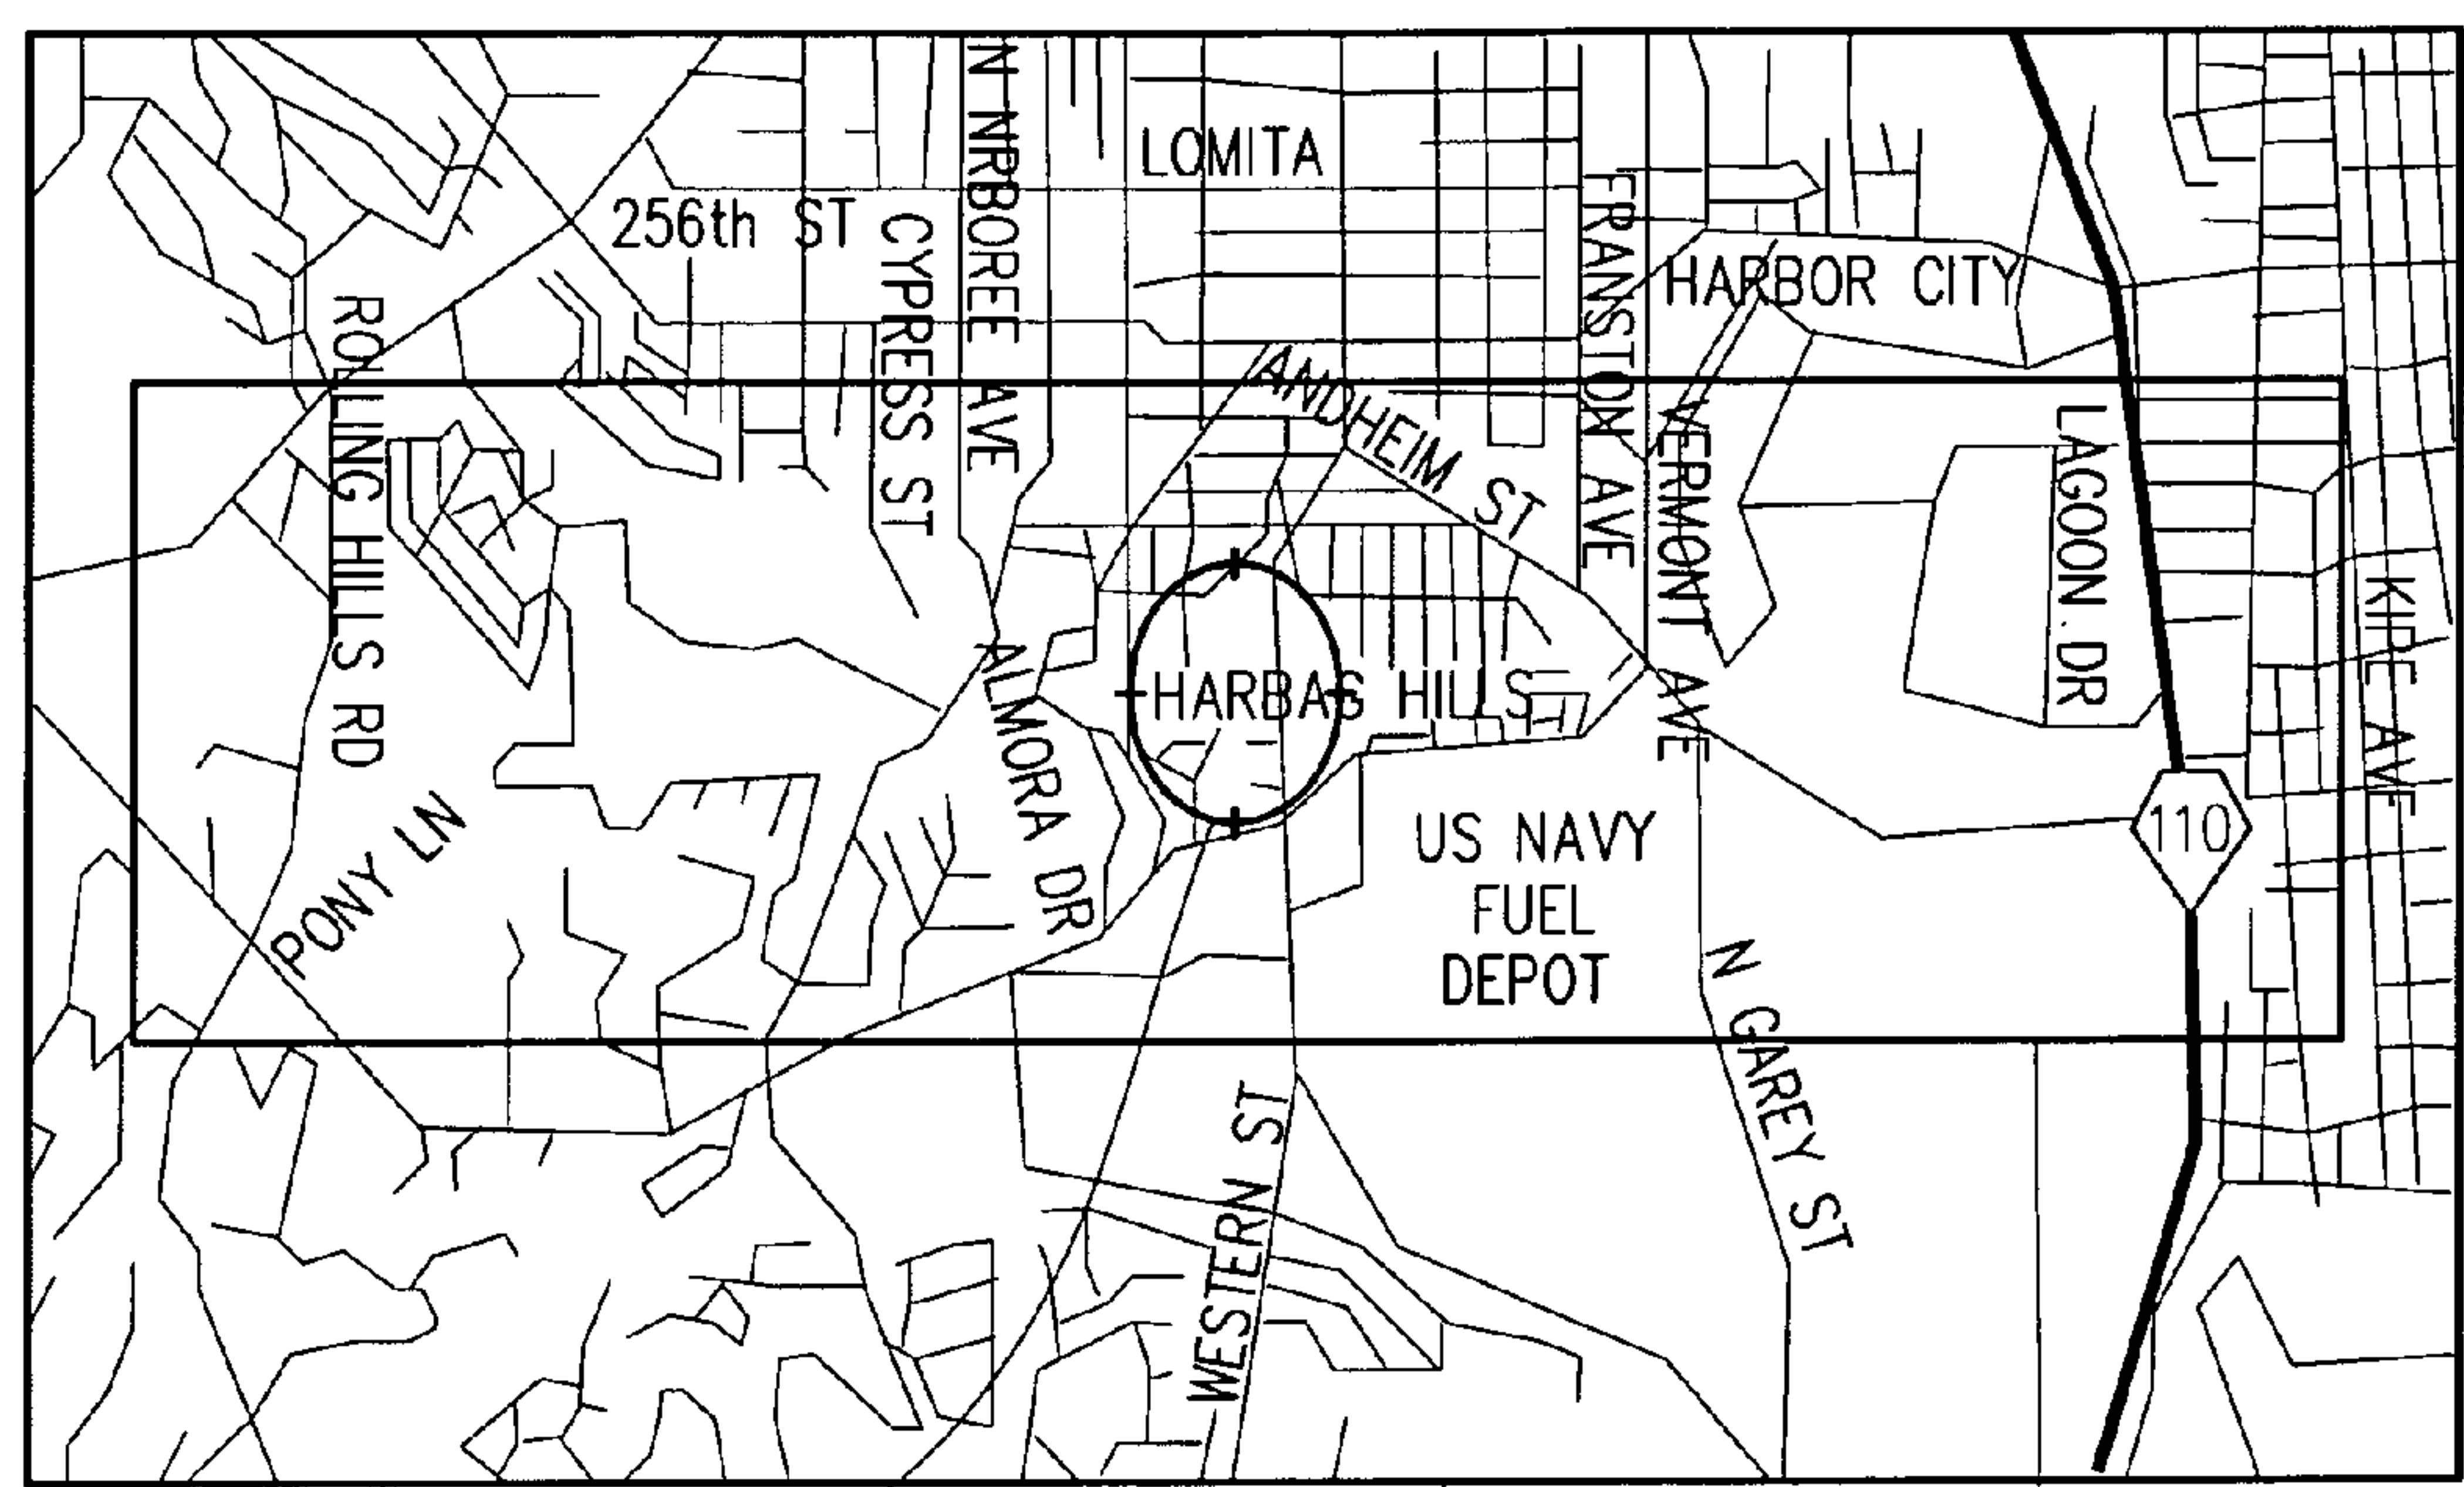 LOMITA
256th ST
N NRBOREE AVE
CYPRESS ST
FRANSTON AVE
HARBOR CITY
ROLLING HILLS RD
ANDHEIM ST
VERMONT AVE
LAGOON DR
KIPE AVE
ALMORA DR
HARBAG HILLS
110
PONY LN
US NAVY
FUEL
DEPOT
N GAREY ST
WESTERN ST